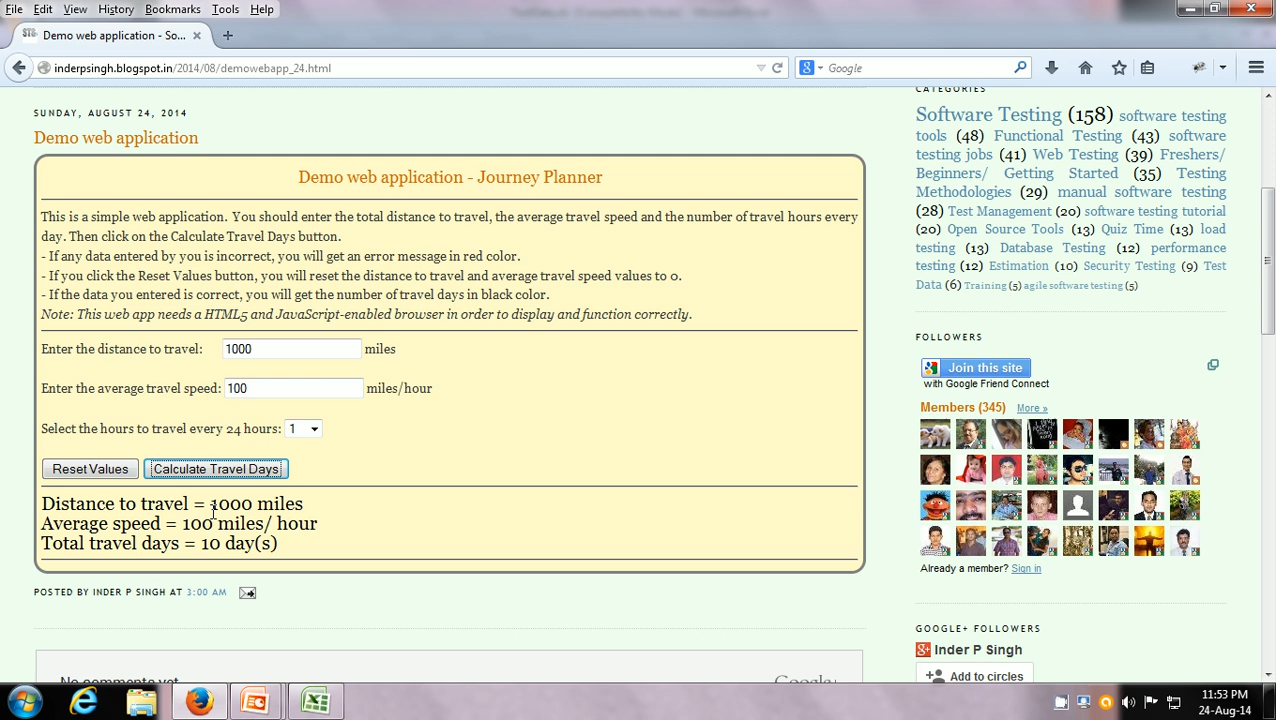 File Edit View History Bookmarks Tools Help
Demo web application - So...
inderpsingh.blogspot.in/2014/08/demowebapp_24.html
Google
SUNDAY, AUGUST 24, 2014
Demo web application
Demo web application - Journey Planner
This is a simple web application. You should enter the total distance to travel, the average travel speed and the number of travel hours every
day. Then click on the Calculate Travel Days button.
- If any data entered by you is incorrect, you will get an error message in red color.
- If you click the Reset Values button, you will reset the distance to travel and average travel speed values to 0.
- If the data you entered is correct, you will get the number of travel days in black color.
Note: This web app needs a HTML5 and JavaScript-enabled browser in order to display and function correctly.
Enter the distance to travel: 1000 miles
Enter the average travel speed: 100 miles/hour
Select the hours to travel every 24 hours: 1
Reset Values Calculate Travel Days
Distance to travel = 1000 miles
Average speed = 100 miles/ hour
Total travel days = 10 day(s)
POSTED BY INDER P SINGH AT 3:00 AM
No comments yet
Google+
CATEGORIES
Software Testing (158) software testing
tools (48) Functional Testing (43) software
testing jobs (41) Web Testing (39) Freshers/
Beginners/ Getting Started (35) Testing
Methodologies (29) manual software testing
(28) Test Management (20) software testing tutorial
(20) Open Source Tools (13) Quiz Time (13) load
testing (13) Database Testing (12) performance
testing (12) Estimation (10) Security Testing (9) Test
Data (6) Training (5) agile software testing (5)
FOLLOWERS
Join this site
with Google Friend Connect
Members (345) More »
Already a member? Sign in
GOOGLE+ FOLLOWERS
Inder P Singh
Add to circles
11:53 PM
24-Aug-14